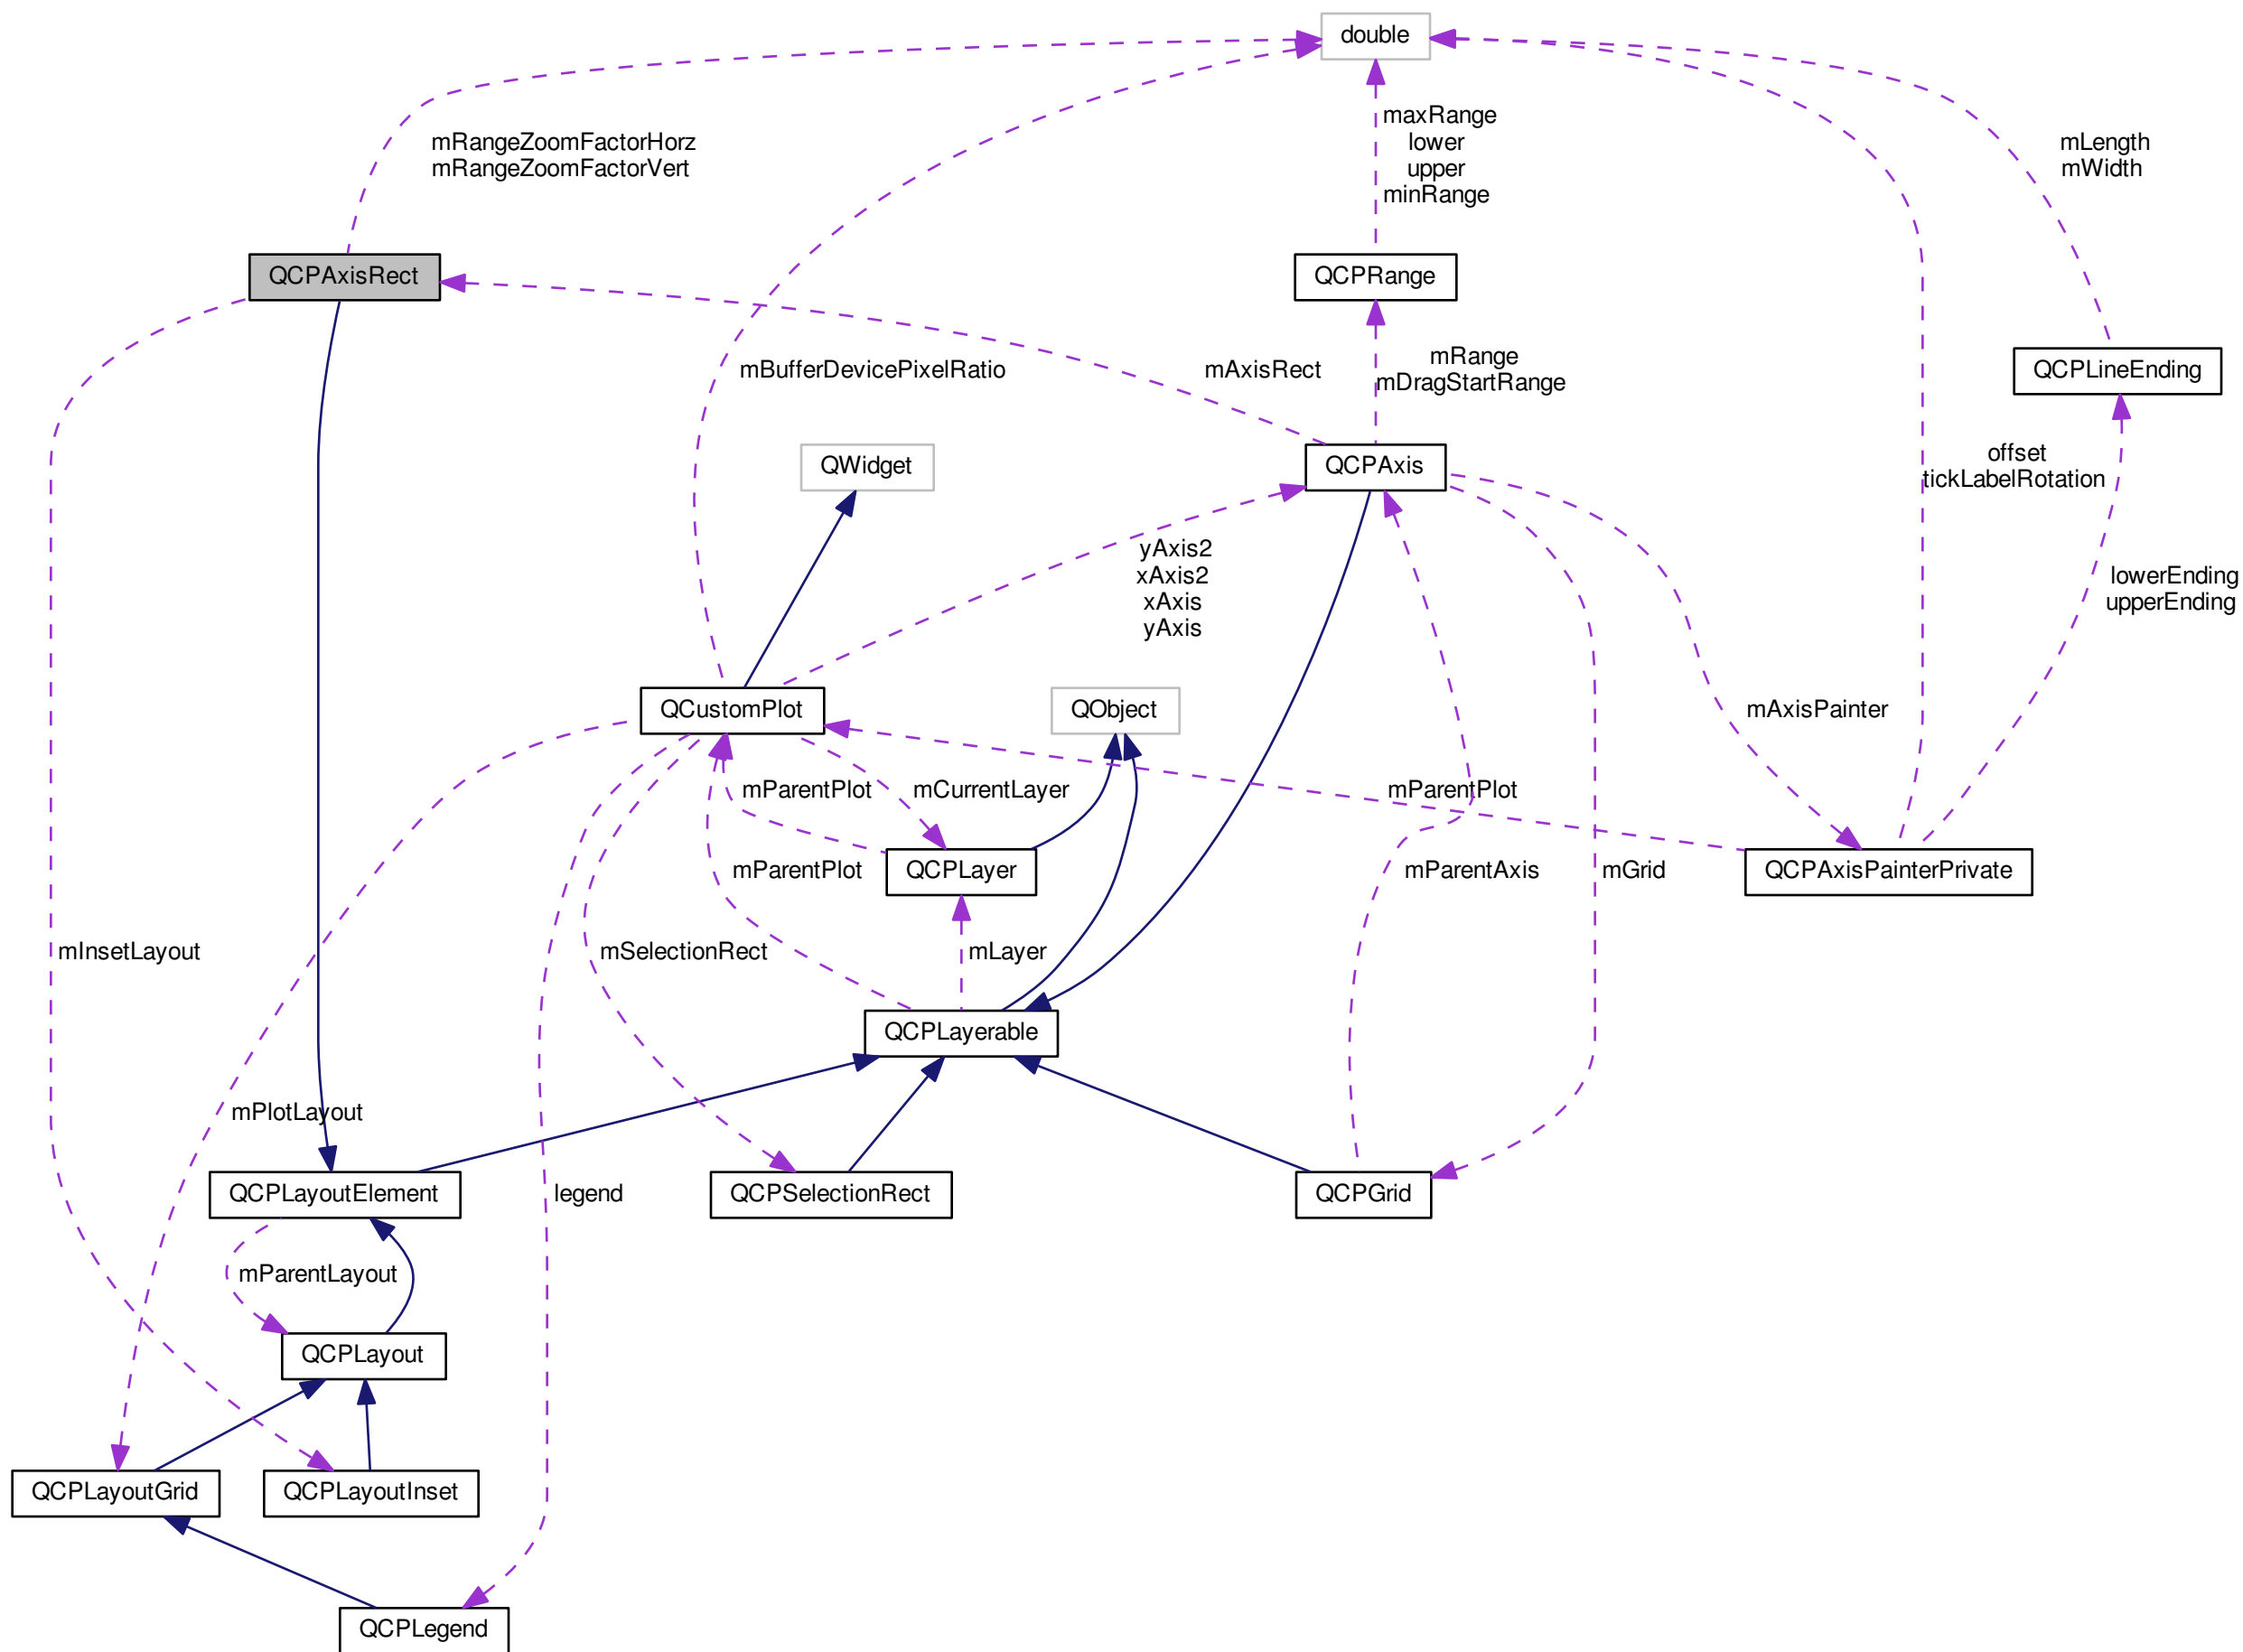 double
maxRange
lower
upper
minRange
mRangeZoomFactorHorz
mRangeZoomFactorVert
mLength
mWidth
QCPAxisRect
QCPRange
mBufferDevicePixelRatio
mAxisRect
mRange
mDragStartRange
QCPLineEnding
QWidget
QCPAxis
offset
tickLabelRotation
yAxis2
xAxis2
xAxis
yAxis
lowerEnding
upperEnding
QCustomPlot
QObject
mAxisPainter
mParentPlot
mCurrentLayer
mParentPlot
mParentPlot
QCPLayer
mParentAxis
mGrid
QCPAxisPainterPrivate
mInsetLayout
mSelectionRect
mLayer
QCPLayerable
mPlotLayout
QCPLayoutElement
legend
QCPSelectionRect
QCPGrid
mParentLayout
QCPLayout
QCPLayoutGrid
QCPLayoutInset
QCPLegend